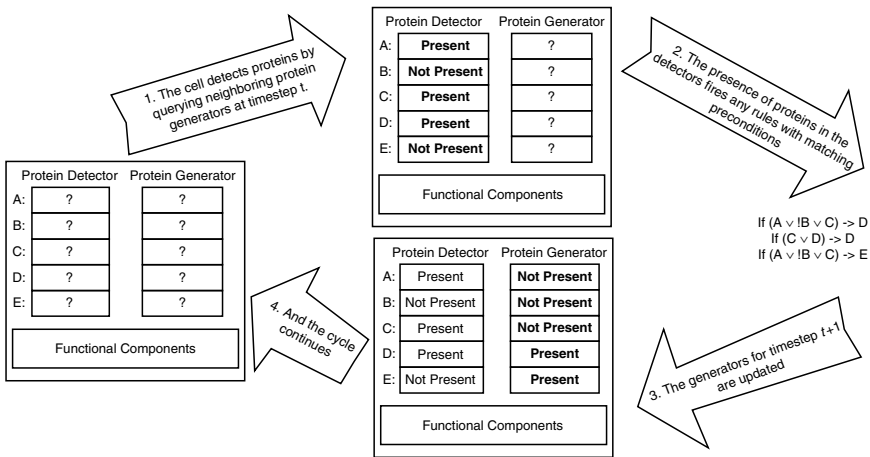 1. The cell detects proteins by
querying neighboring protein
generators at timestep t.
Protein Detector Protein Generator
A: Present ?
B: Not Present ?
C: Present ?
D: Present ?
E: Not Present ?
Functional Components
2. The presence of proteins in the
detectors fires any rules with matching
preconditions
If (A ∨ !B ∨ C) -> D
If (C ∨ D) -> D
If (A ∨ !B ∨ C) -> E
3. The generators for timestep t+1
are updated
Protein Detector Protein Generator
A: Present Not Present
B: Not Present Not Present
C: Present Not Present
D: Present Present
E: Not Present Present
Functional Components
4. And the cycle
continues
Protein Detector Protein Generator
A: ? ?
B: ? ?
C: ? ?
D: ? ?
E: ? ?
Functional Components